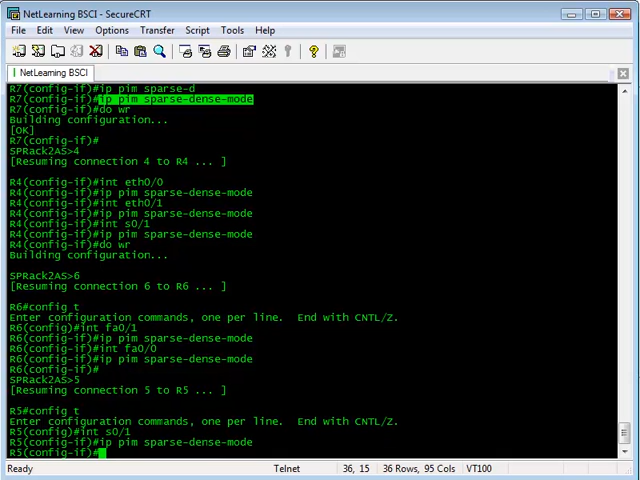 NetLearning BSCI - SecureCRT
File Edit View Options Transfer Script Tools Help
NetLearning BSCI
R7(config-if)#ip pim sparse-d
R7(config-if)#ip pim sparse-dense-mode
R7(config-if)#do wr
Building configuration...
[OK]
R7(config-if)#
SPRack2AS>4
[Resuming connection 4 to R4 ... ]
R4(config-if)#int eth0/0
R4(config-if)#ip pim sparse-dense-mode
R4(config-if)#int eth0/1
R4(config-if)#ip pim sparse-dense-mode
R4(config-if)#int s0/1
R4(config-if)#ip pim sparse-dense-mode
R4(config-if)#do wr
Building configuration...
SPRack2AS>6
[Resuming connection 6 to R6 ... ]
R6#config t
Enter configuration commands, one per line.  End with CNTL/Z.
R6(config)#int fa0/1
R6(config-if)#ip pim sparse-dense-mode
R6(config-if)#int fa0/0
R6(config-if)#ip pim sparse-dense-mode
R6(config-if)#
SPRack2AS>5
[Resuming connection 5 to R5 ... ]
R5#config t
Enter configuration commands, one per line.  End with CNTL/Z.
R5(config)#int s0/1
R5(config-if)#ip pim sparse-dense-mode
R5(config-if)#
Ready Telnet 36, 15 36 Rows, 95 Cols VT100